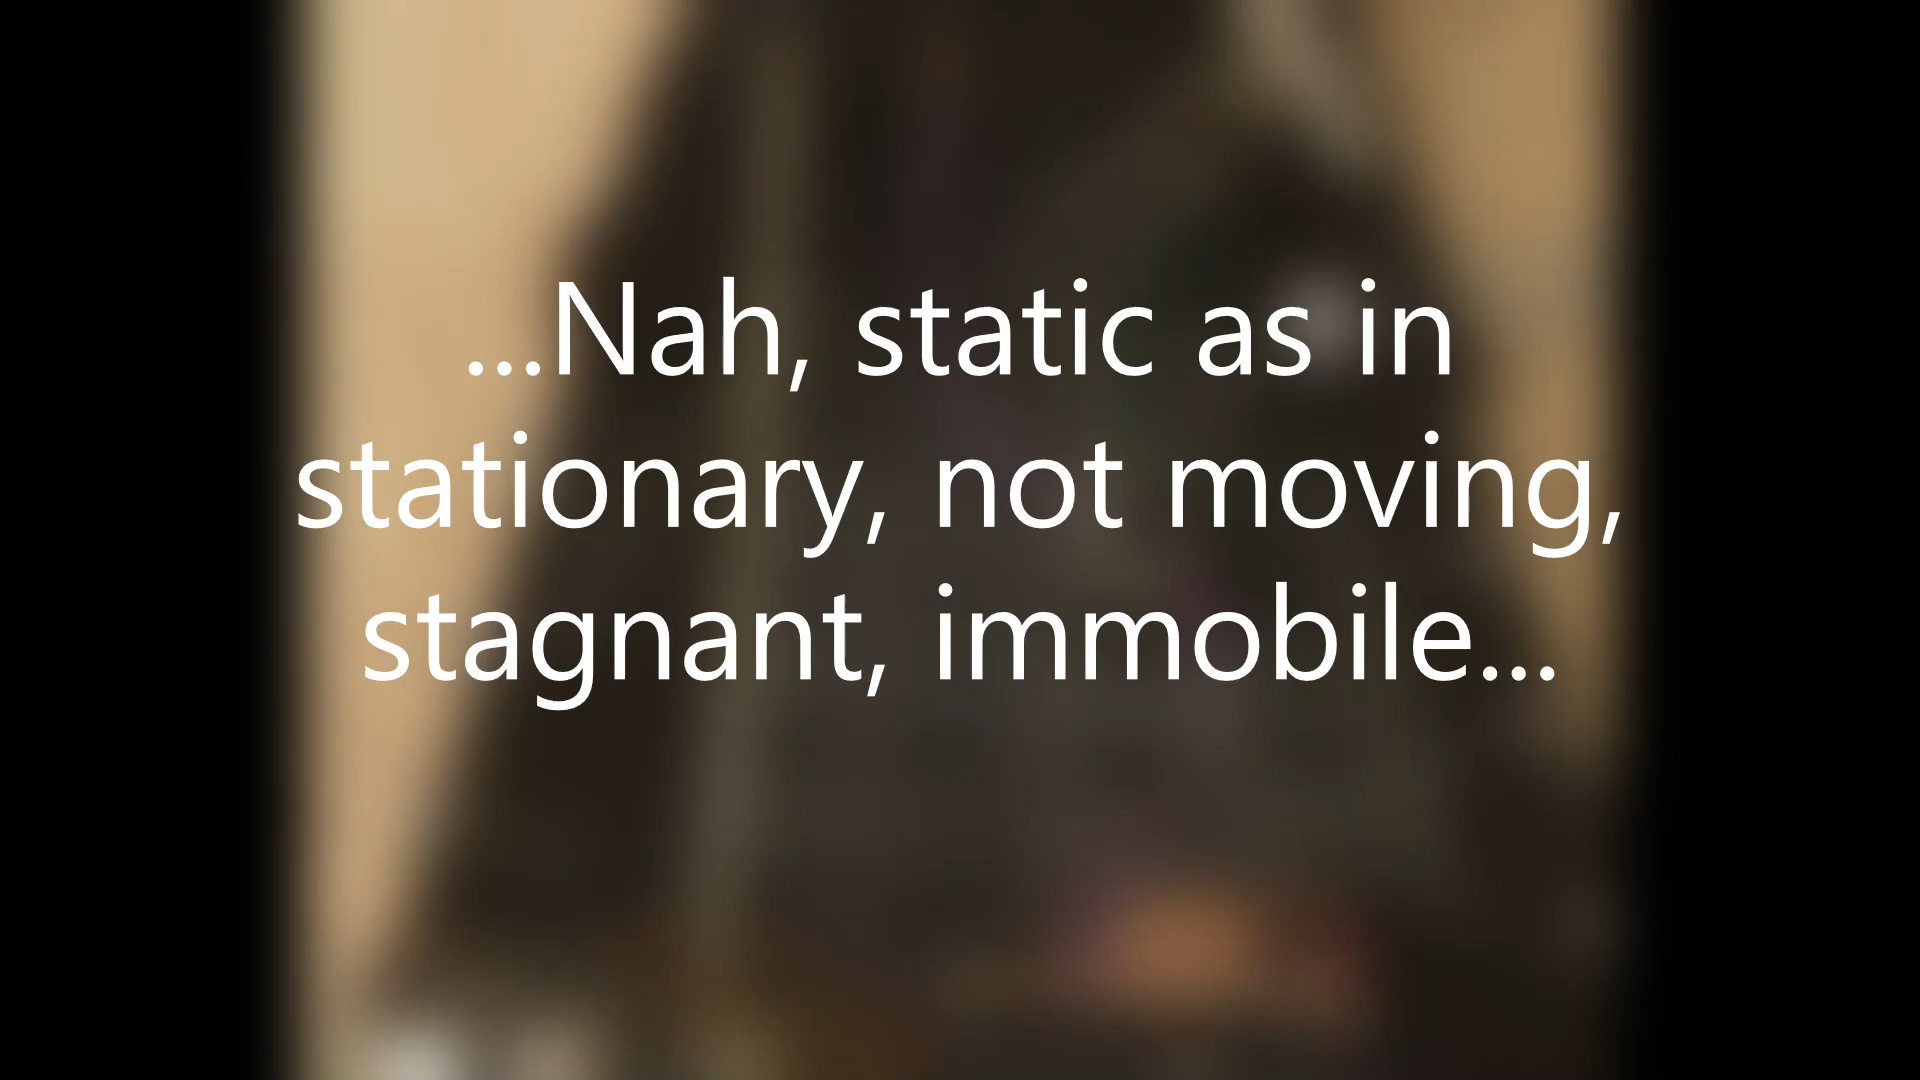 ...Nah, static as in
stationary, not moving,
stagnant, immobile...